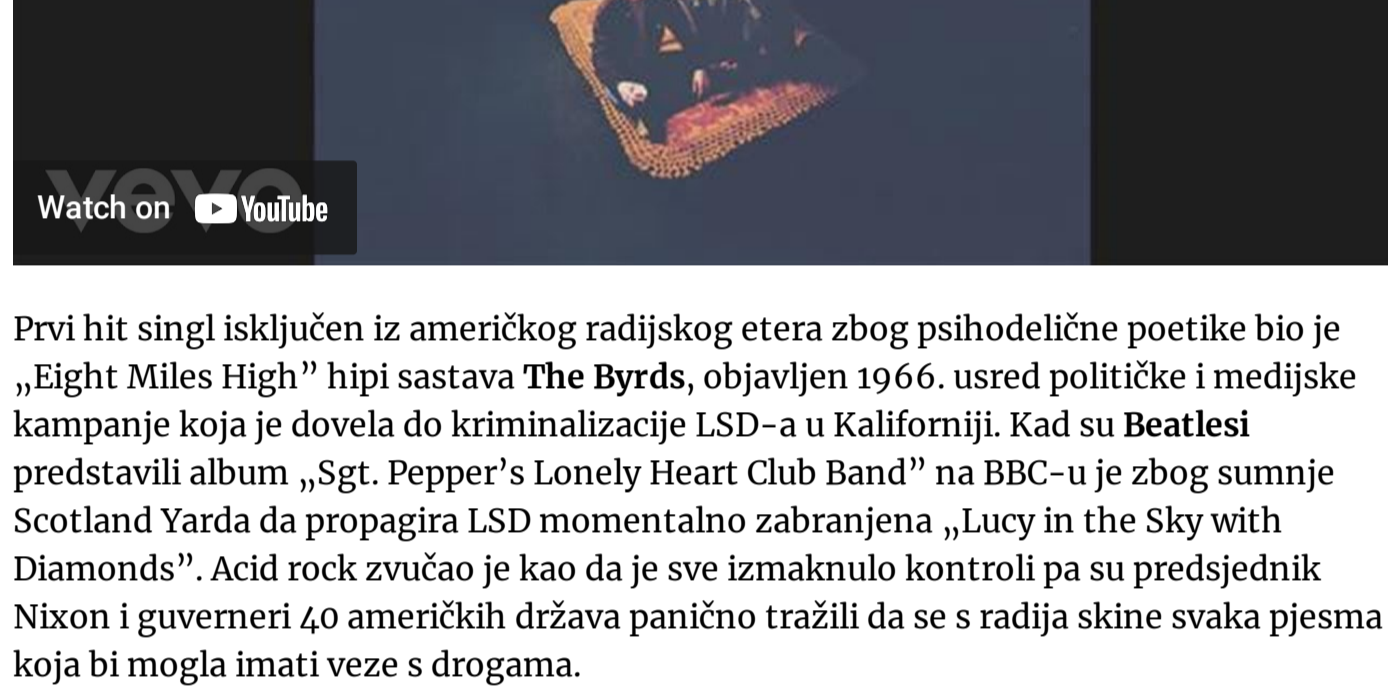 vevo
Watch on YouTube
Prvi hit singl isključen iz američkog radijskog etera zbog psihodelične poetike bio je
„Eight Miles High” hipi sastava The Byrds, objavljen 1966. usred političke i medijske
kampanje koja je dovela do kriminalizacije LSD-a u Kaliforniji. Kad su Beatlesi
predstavili album „Sgt. Pepper’s Lonely Heart Club Band” na BBC-u je zbog sumnje
Scotland Yarda da propagira LSD momentalno zabranjena „Lucy in the Sky with
Diamonds”. Acid rock zvučao je kao da je sve izmaknulo kontroli pa su predsjednik
Nixon i guverneri 40 američkih država panično tražili da se s radija skine svaka pjesma
koja bi mogla imati veze s drogama.